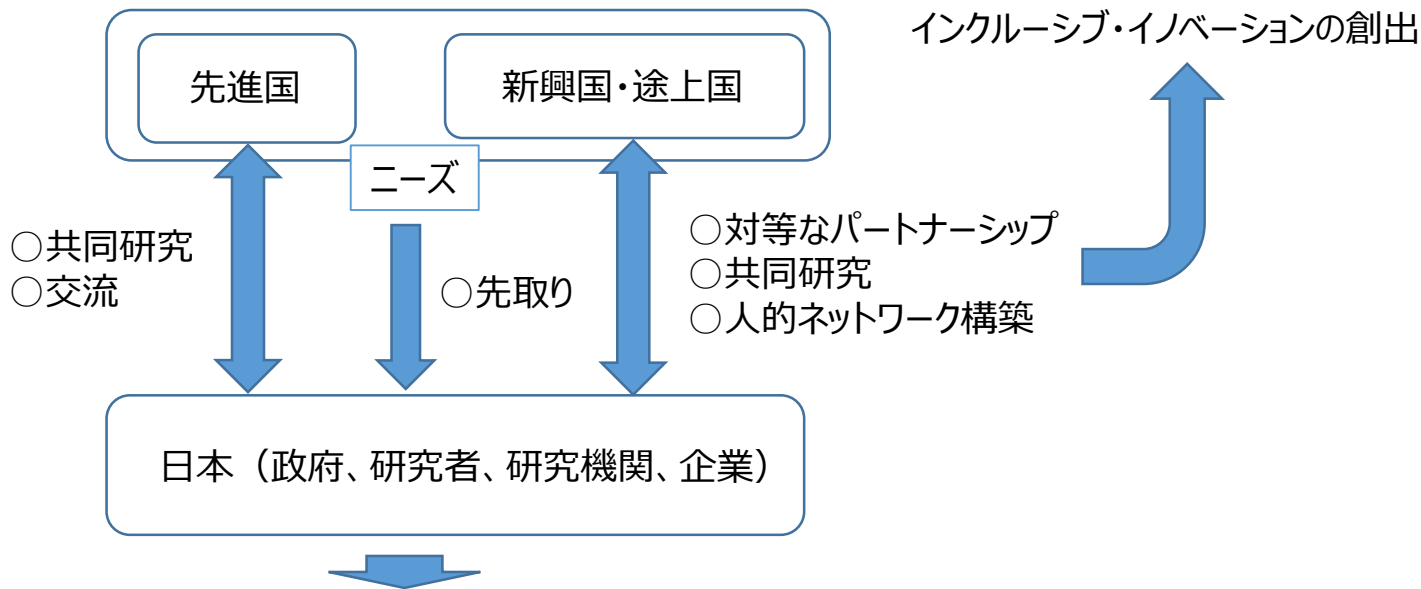 インクルーシブ・イノベーションの創出
先進国
新興国・途上国
ニーズ
○共同研究
○交流
○先取り
○対等なパートナーシップ
○共同研究
○人的ネットワーク構築
日本（政府、研究者、研究機関、企業）